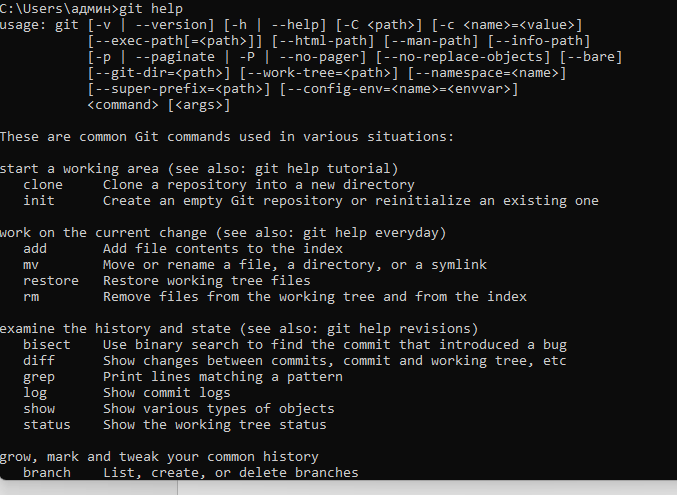 C:\Users\админ>git help
usage: git [-v | --version] [-h | --help] [-C <path>] [-c <name>=<value>]
           [--exec-path[=<path>]] [--html-path] [--man-path] [--info-path]
           [-p | --paginate | -P | --no-pager] [--no-replace-objects] [--bare]
           [--git-dir=<path>] [--work-tree=<path>] [--namespace=<name>]
           [--super-prefix=<path>] [--config-env=<name>=<envvar>]
           <command> [<args>]

These are common Git commands used in various situations:

start a working area (see also: git help tutorial)
   clone     Clone a repository into a new directory
   init      Create an empty Git repository or reinitialize an existing one

work on the current change (see also: git help everyday)
   add       Add file contents to the index
   mv        Move or rename a file, a directory, or a symlink
   restore   Restore working tree files
   rm        Remove files from the working tree and from the index

examine the history and state (see also: git help revisions)
   bisect    Use binary search to find the commit that introduced a bug
   diff      Show changes between commits, commit and working tree, etc
   grep      Print lines matching a pattern
   log       Show commit logs
   show      Show various types of objects
   status    Show the working tree status

grow, mark and tweak your common history
   branch    List, create, or delete branches